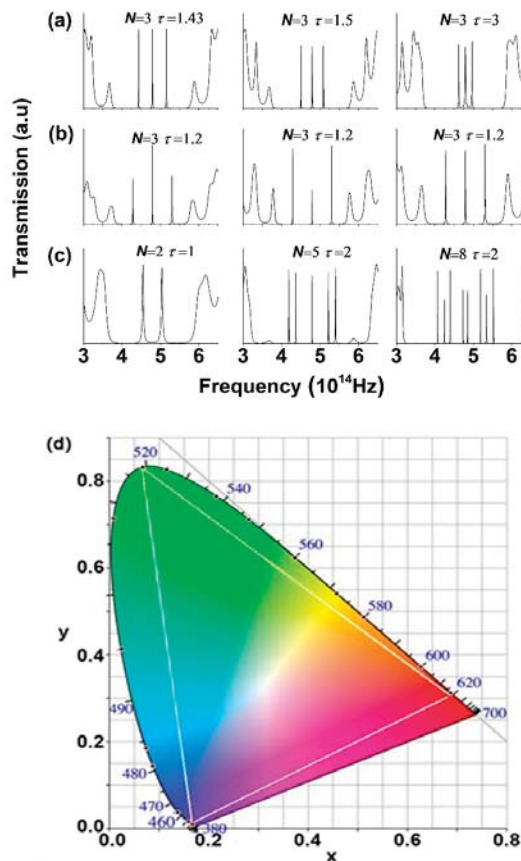 (a) N=3 τ=1.43 N=3 τ=1.5 N=3 τ=3
(b) N=3 τ=1.2 N=3 τ=1.2 N=3 τ=1.2
(c) N=2 τ=1 N=5 τ=2 N=8 τ=2
Transmission (a.u)
3 4 5 6 3 4 5 6 3 4 5 6
Frequency (10¹⁴Hz)
(d)
520
0.8
540
560
0.6
580
y
600
0.4
620
490
700
0.2
480
470
460
380
0.0
0.0 0.2 0.4 0.6 0.8
x